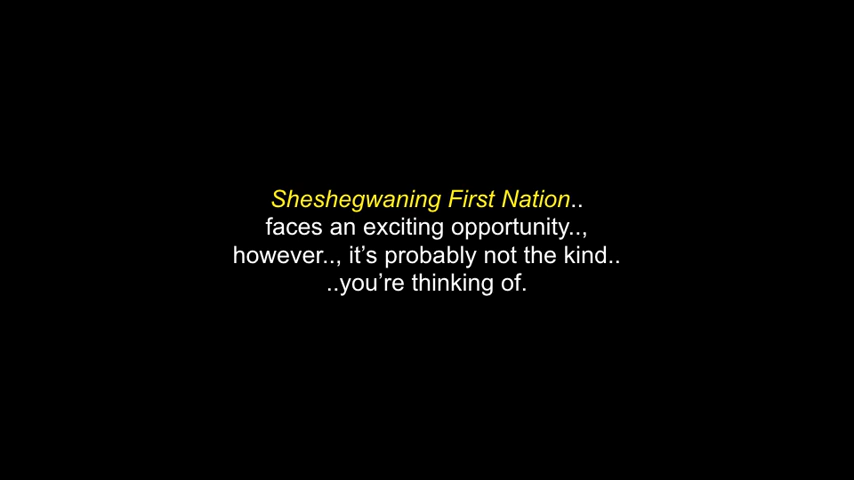 Sheshegwaning First Nation..
faces an exciting opportunity..,
however.., it’s probably not the kind..
..you’re thinking of.